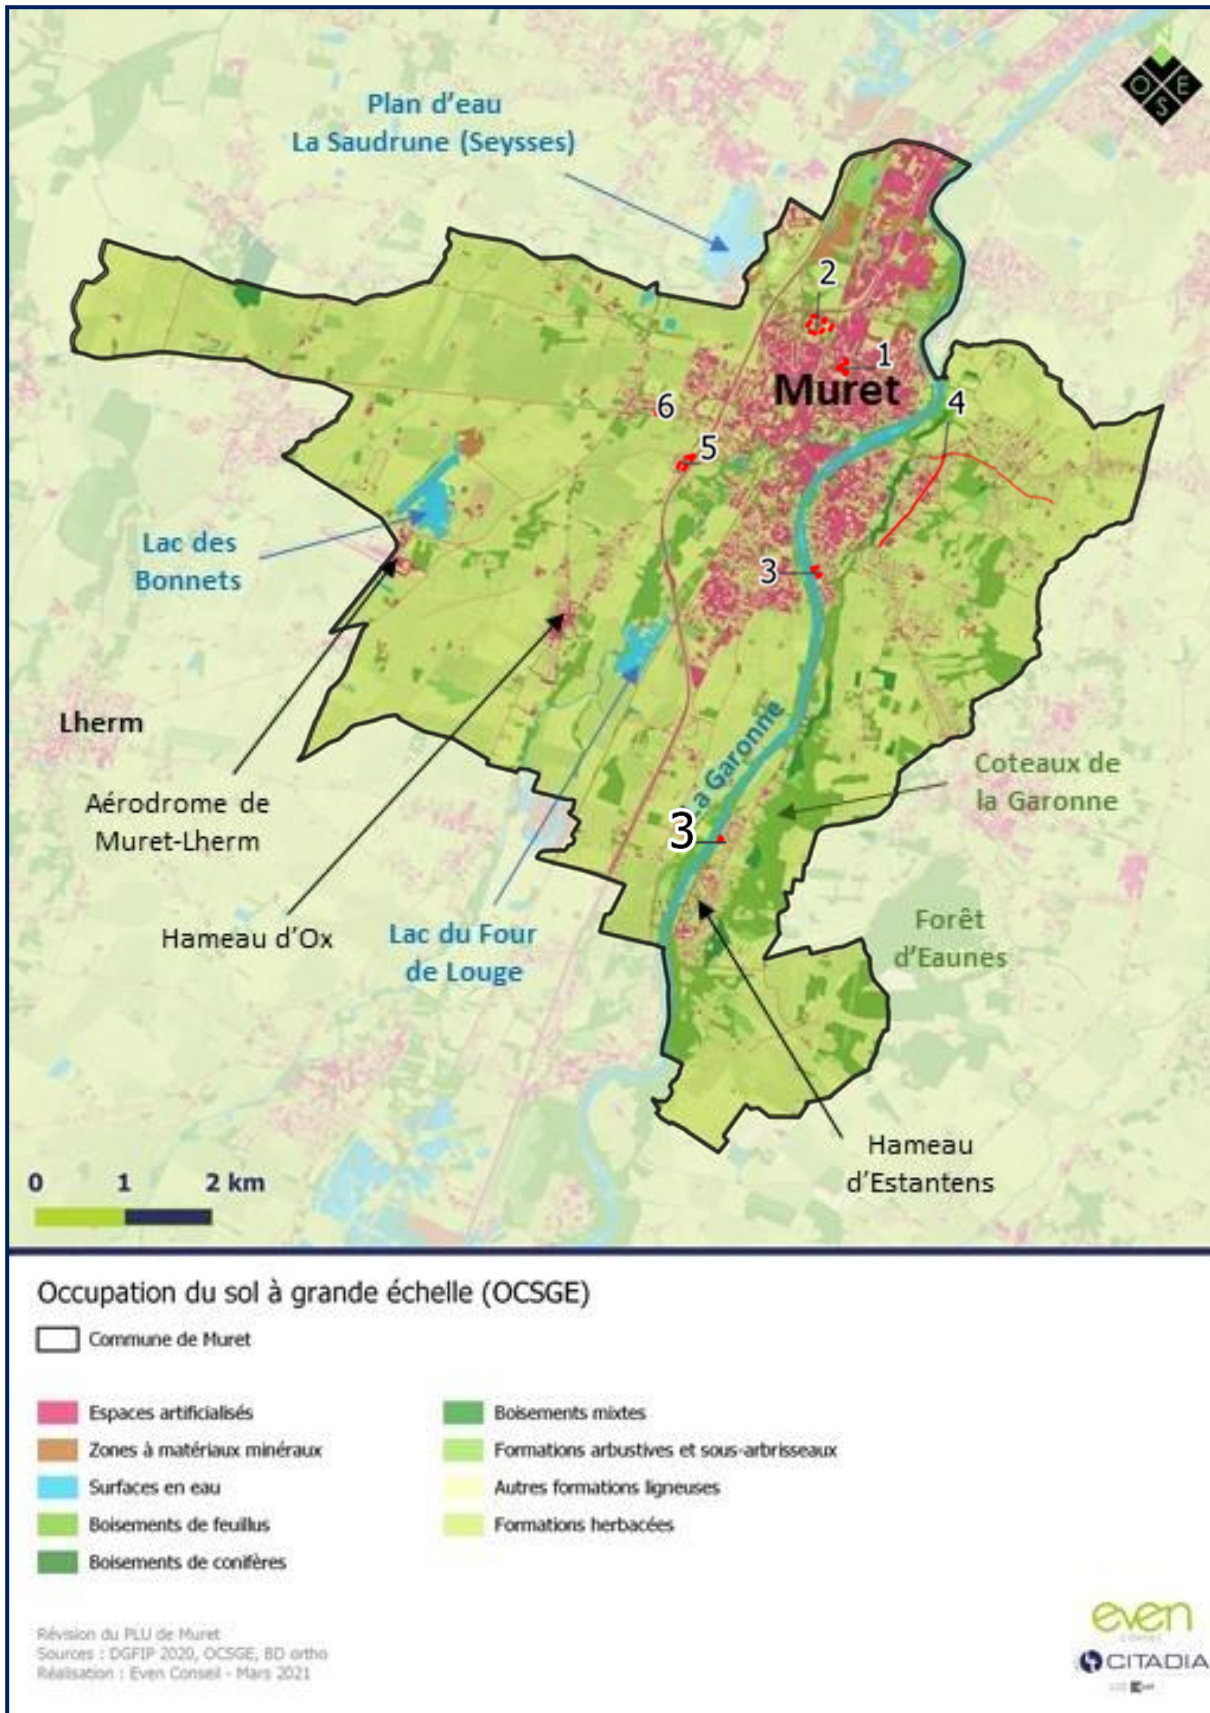 N
O E
S
Plan d'eau
La Saudrune (Seysses)
2
1
Muret
6
4
5
Lac des
Bonnets
3
Lherm
La Garonne
Coteaux de
la Garonne
Aérodrome de
Muret-Lherm
3
Hameau d'Ox
Lac du Four
de Louge
Forêt
d'Eaunes
Hameau
d'Estantens
0 1 2 km
Occupation du sol à grande échelle (OCSGE)
Commune de Muret
Espaces artificialisés
Zones à matériaux minéraux
Surfaces en eau
Boisements de feuillus
Boisements de conifères
Boisements mixtes
Formations arbustives et sous-arbrisseaux
Autres formations ligneuses
Formations herbacées
Révision du PLU de Muret
Sources : DGFIP 2020, OCSGE, BD ortho
Réalisation : Even Conseil - Mars 2021
even
CONSEIL
CITADIA